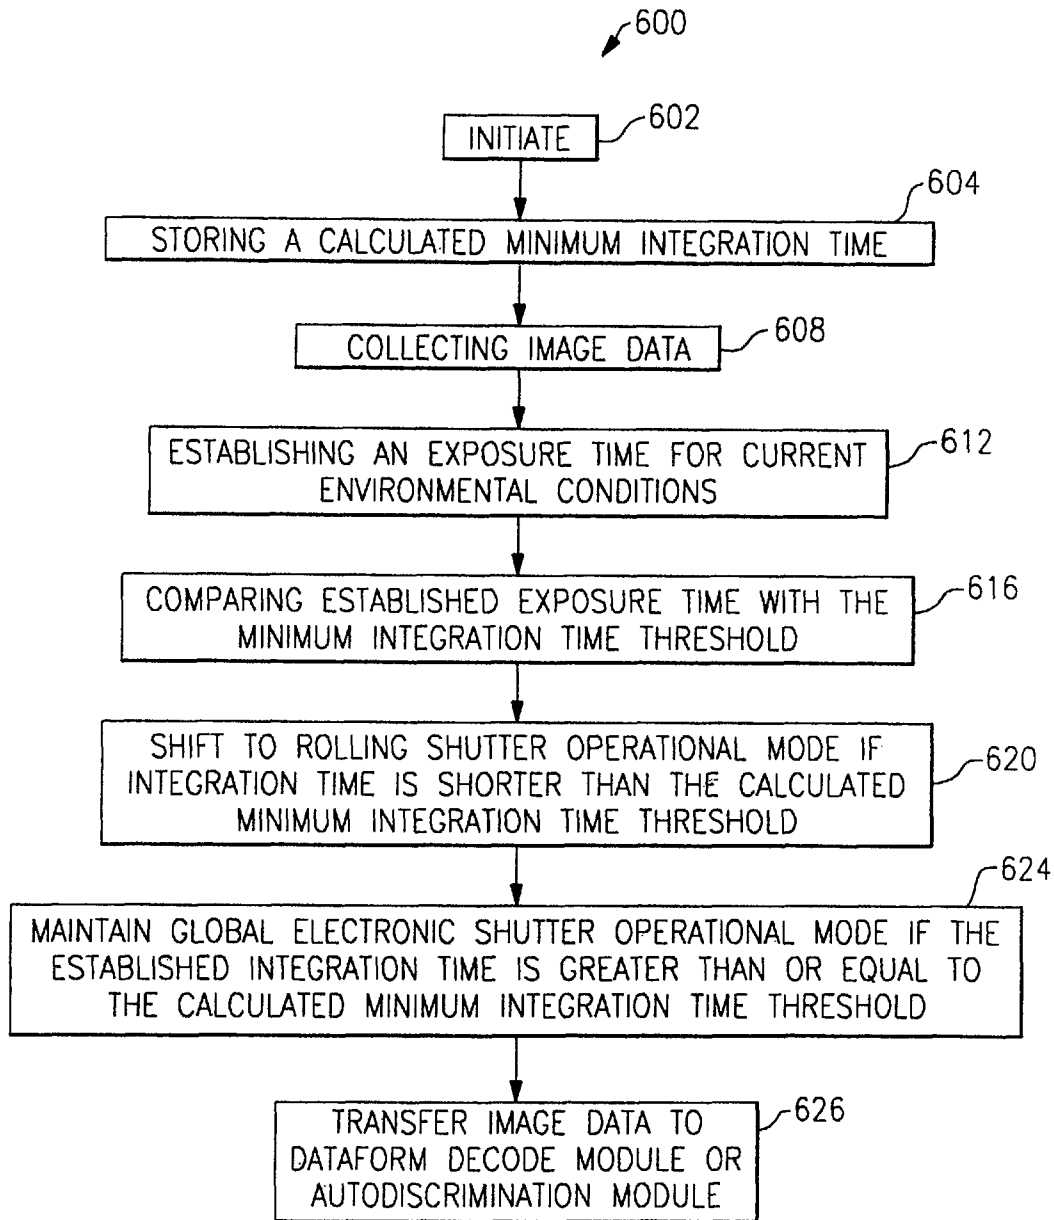 600
INITIATE
602
604
STORING A CALCULATED MINIMUM INTEGRATION TIME
608
COLLECTING IMAGE DATA
612
ESTABLISHING AN EXPOSURE TIME FOR CURRENT
ENVIRONMENTAL CONDITIONS
616
COMPARING ESTABLISHED EXPOSURE TIME WITH THE
MINIMUM INTEGRATION TIME THRESHOLD
620
SHIFT TO ROLLING SHUTTER OPERATIONAL MODE IF
INTEGRATION TIME IS SHORTER THAN THE CALCULATED
MINIMUM INTEGRATION TIME THRESHOLD
624
MAINTAIN GLOBAL ELECTRONIC SHUTTER OPERATIONAL MODE IF THE
ESTABLISHED INTEGRATION TIME IS GREATER THAN OR EQUAL TO
THE CALCULATED MINIMUM INTEGRATION TIME THRESHOLD
626
TRANSFER IMAGE DATA TO
DATAFORM DECODE MODULE OR
AUTODISCRIMINATION MODULE